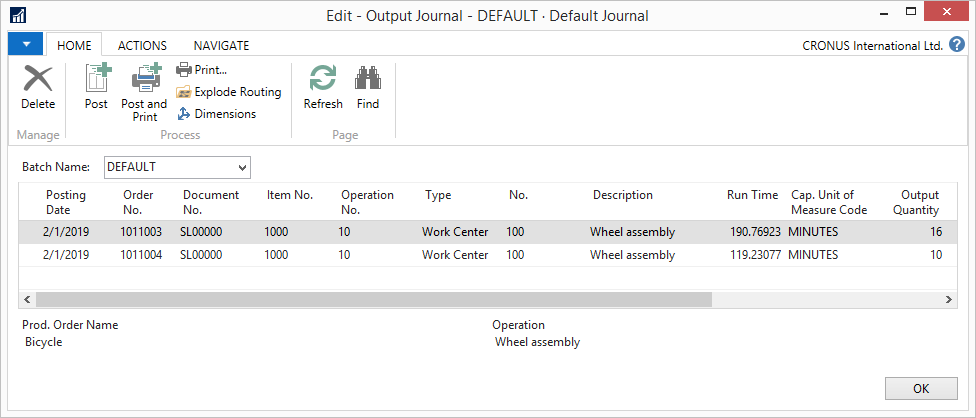 Edit - Output Journal - DEFAULT · Default Journal
HOME ACTIONS NAVIGATE CRONUS International Ltd. ?
Delete
Post
Post and Print
Print...
Explode Routing
Dimensions
Refresh
Find
Manage Process Page
Batch Name: DEFAULT
Posting Date Order No. Document No. Item No. Operation No. Type No. Description Run Time Cap. Unit of Measure Code Output Quantity
2/1/2019 1011003 SL00000 1000 10 Work Center 100 Wheel assembly 190.76923 MINUTES 16
2/1/2019 1011004 SL00000 1000 10 Work Center 100 Wheel assembly 119.23077 MINUTES 10
Prod. Order Name Operation
Bicycle Wheel assembly
OK